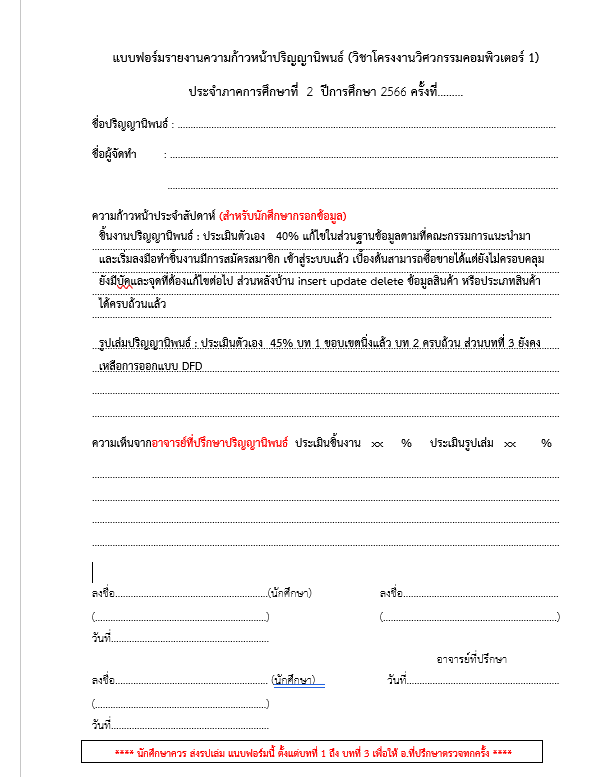 แบบฟอร์มรายงานความก้าวหน้าปริญญานิพนธ์ (วิชาโครงงานวิศวกรรมคอมพิวเตอร์ 1)
ประจำภาคการศึกษาที่ 2 ปีการศึกษา 2566 ครั้งที่.........
ชื่อปริญญานิพนธ์ : ..........................................................................
ชื่อผู้จัดทำ : ..........................................................................
..........................................................................
ความก้าวหน้าประจำสัปดาห์ (สำหรับนักศึกษากรอกข้อมูล)
ชิ้นงานปริญญานิพนธ์ : ประเมินตัวเอง 40% แก้ไขในส่วนฐานข้อมูลตามที่คณะกรรมการแนะนำมา
และเริ่มลงมือทำชิ้นงานมีการสมัครสมาชิก เข้าสู่ระบบแล้ว เบื้องต้นสามารถซื้อขายได้แต่ยังไม่ครอบคลุม
ยังมีบัคและจุดที่ต้องแก้ไขต่อไป ส่วนหลังบ้าน insert update delete ข้อมูลสินค้า หรือประเภทสินค้า
ได้ครบถ้วนแล้ว
รูปเล่มปริญญานิพนธ์ : ประเมินตัวเอง 45% บท 1 ขอบเขตนิ่งแล้ว บท 2 ครบถ้วน ส่วนบทที่ 3 ยังคง
เหลือการออกแบบ DFD
ความเห็นจากอาจารย์ที่ปรึกษาปริญญานิพนธ์ ประเมินชิ้นงาน xx % ประเมินรูปเล่ม xx %
ลงชื่อ..................................................(นักศึกษา) ลงชื่อ..................................................
(..................................................) (..................................................)
วันที่..................................................
อาจารย์ที่ปรึกษา
ลงชื่อ.................................................. (นักศึกษา) วันที่..................................................
(..................................................)
วันที่..................................................
**** นักศึกษาควร ส่งรูปเล่ม แนบฟอร์มนี้ ตั้งแต่บทที่ 1 ถึง บทที่ 3 เพื่อให้ อ.ที่ปรึกษาตรวจทุกครั้ง ****